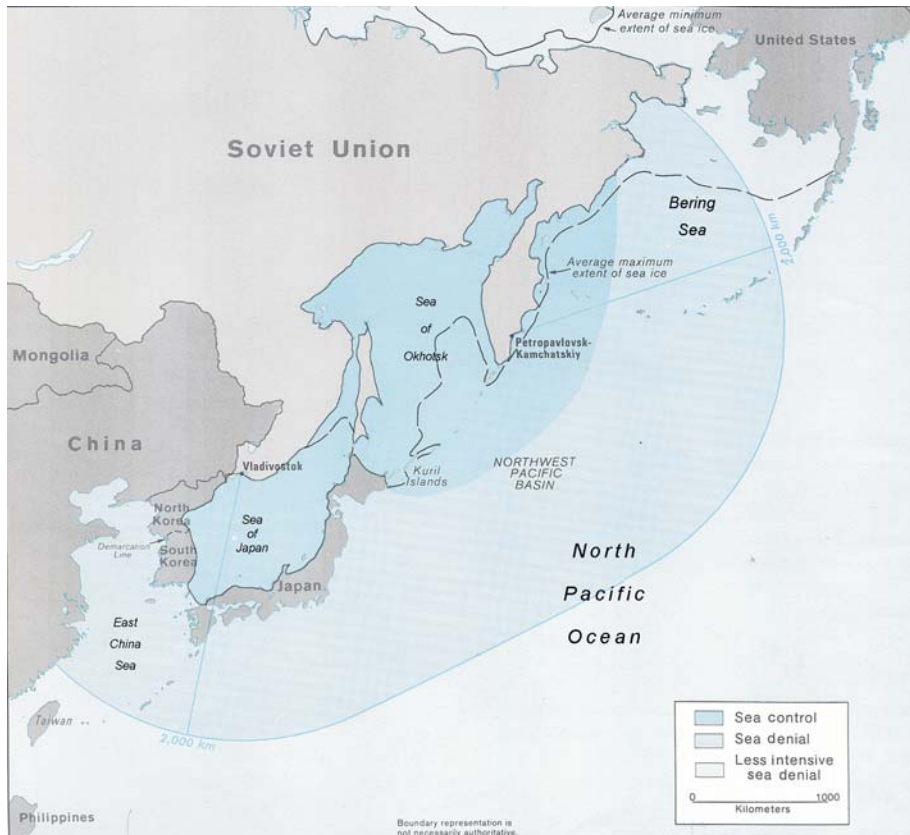 Average minimum
extent of sea ice
United States
Soviet Union
Bering
Sea
2,000 km
Average maximum
extent of sea ice
Sea
of
Okhotsk
Petropavlovsk-
Kamchatskiy
Mongolia
China
Vladivostok
Kuril
Islands
NORTHWEST
PACIFIC
BASIN
North
Korea
Sea
of
Japan
Demarcation
Line
South
Korea
Japan
North
Pacific
Ocean
East
China
Sea
Taiwan
2,000 km
Sea control
Sea denial
Less intensive
sea denial
0 1000
Kilometers
Philippines
Boundary representation is
not necessarily authoritative.